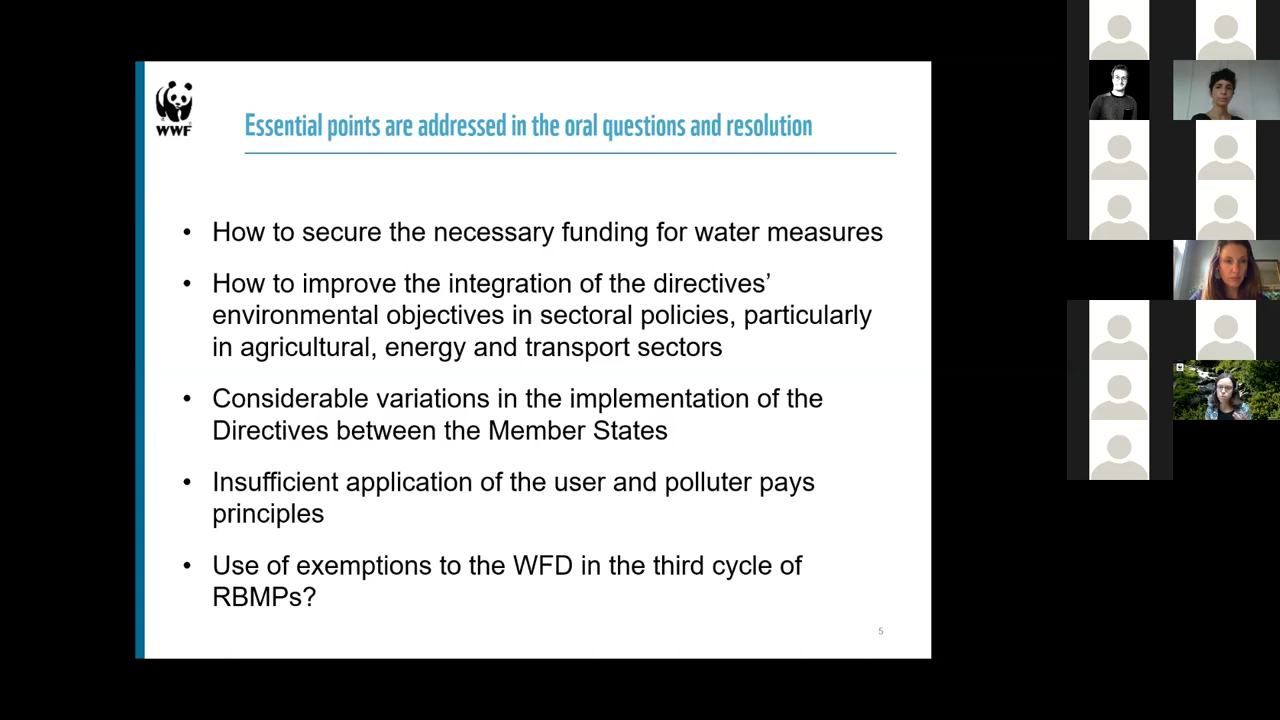 WWF
Essential points are addressed in the oral questions and resolution
• How to secure the necessary funding for water measures
• How to improve the integration of the directives’
environmental objectives in sectoral policies, particularly
in agricultural, energy and transport sectors
• Considerable variations in the implementation of the
Directives between the Member States
• Insufficient application of the user and polluter pays
principles
• Use of exemptions to the WFD in the third cycle of
RBMPs?
5